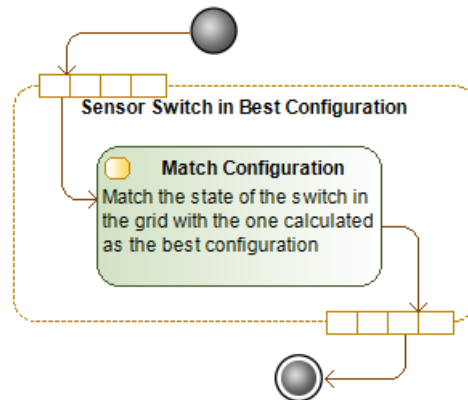 Sensor Switch in Best Configuration
Match Configuration
Match the state of the switch in
the grid with the one calculated
as the best configuration